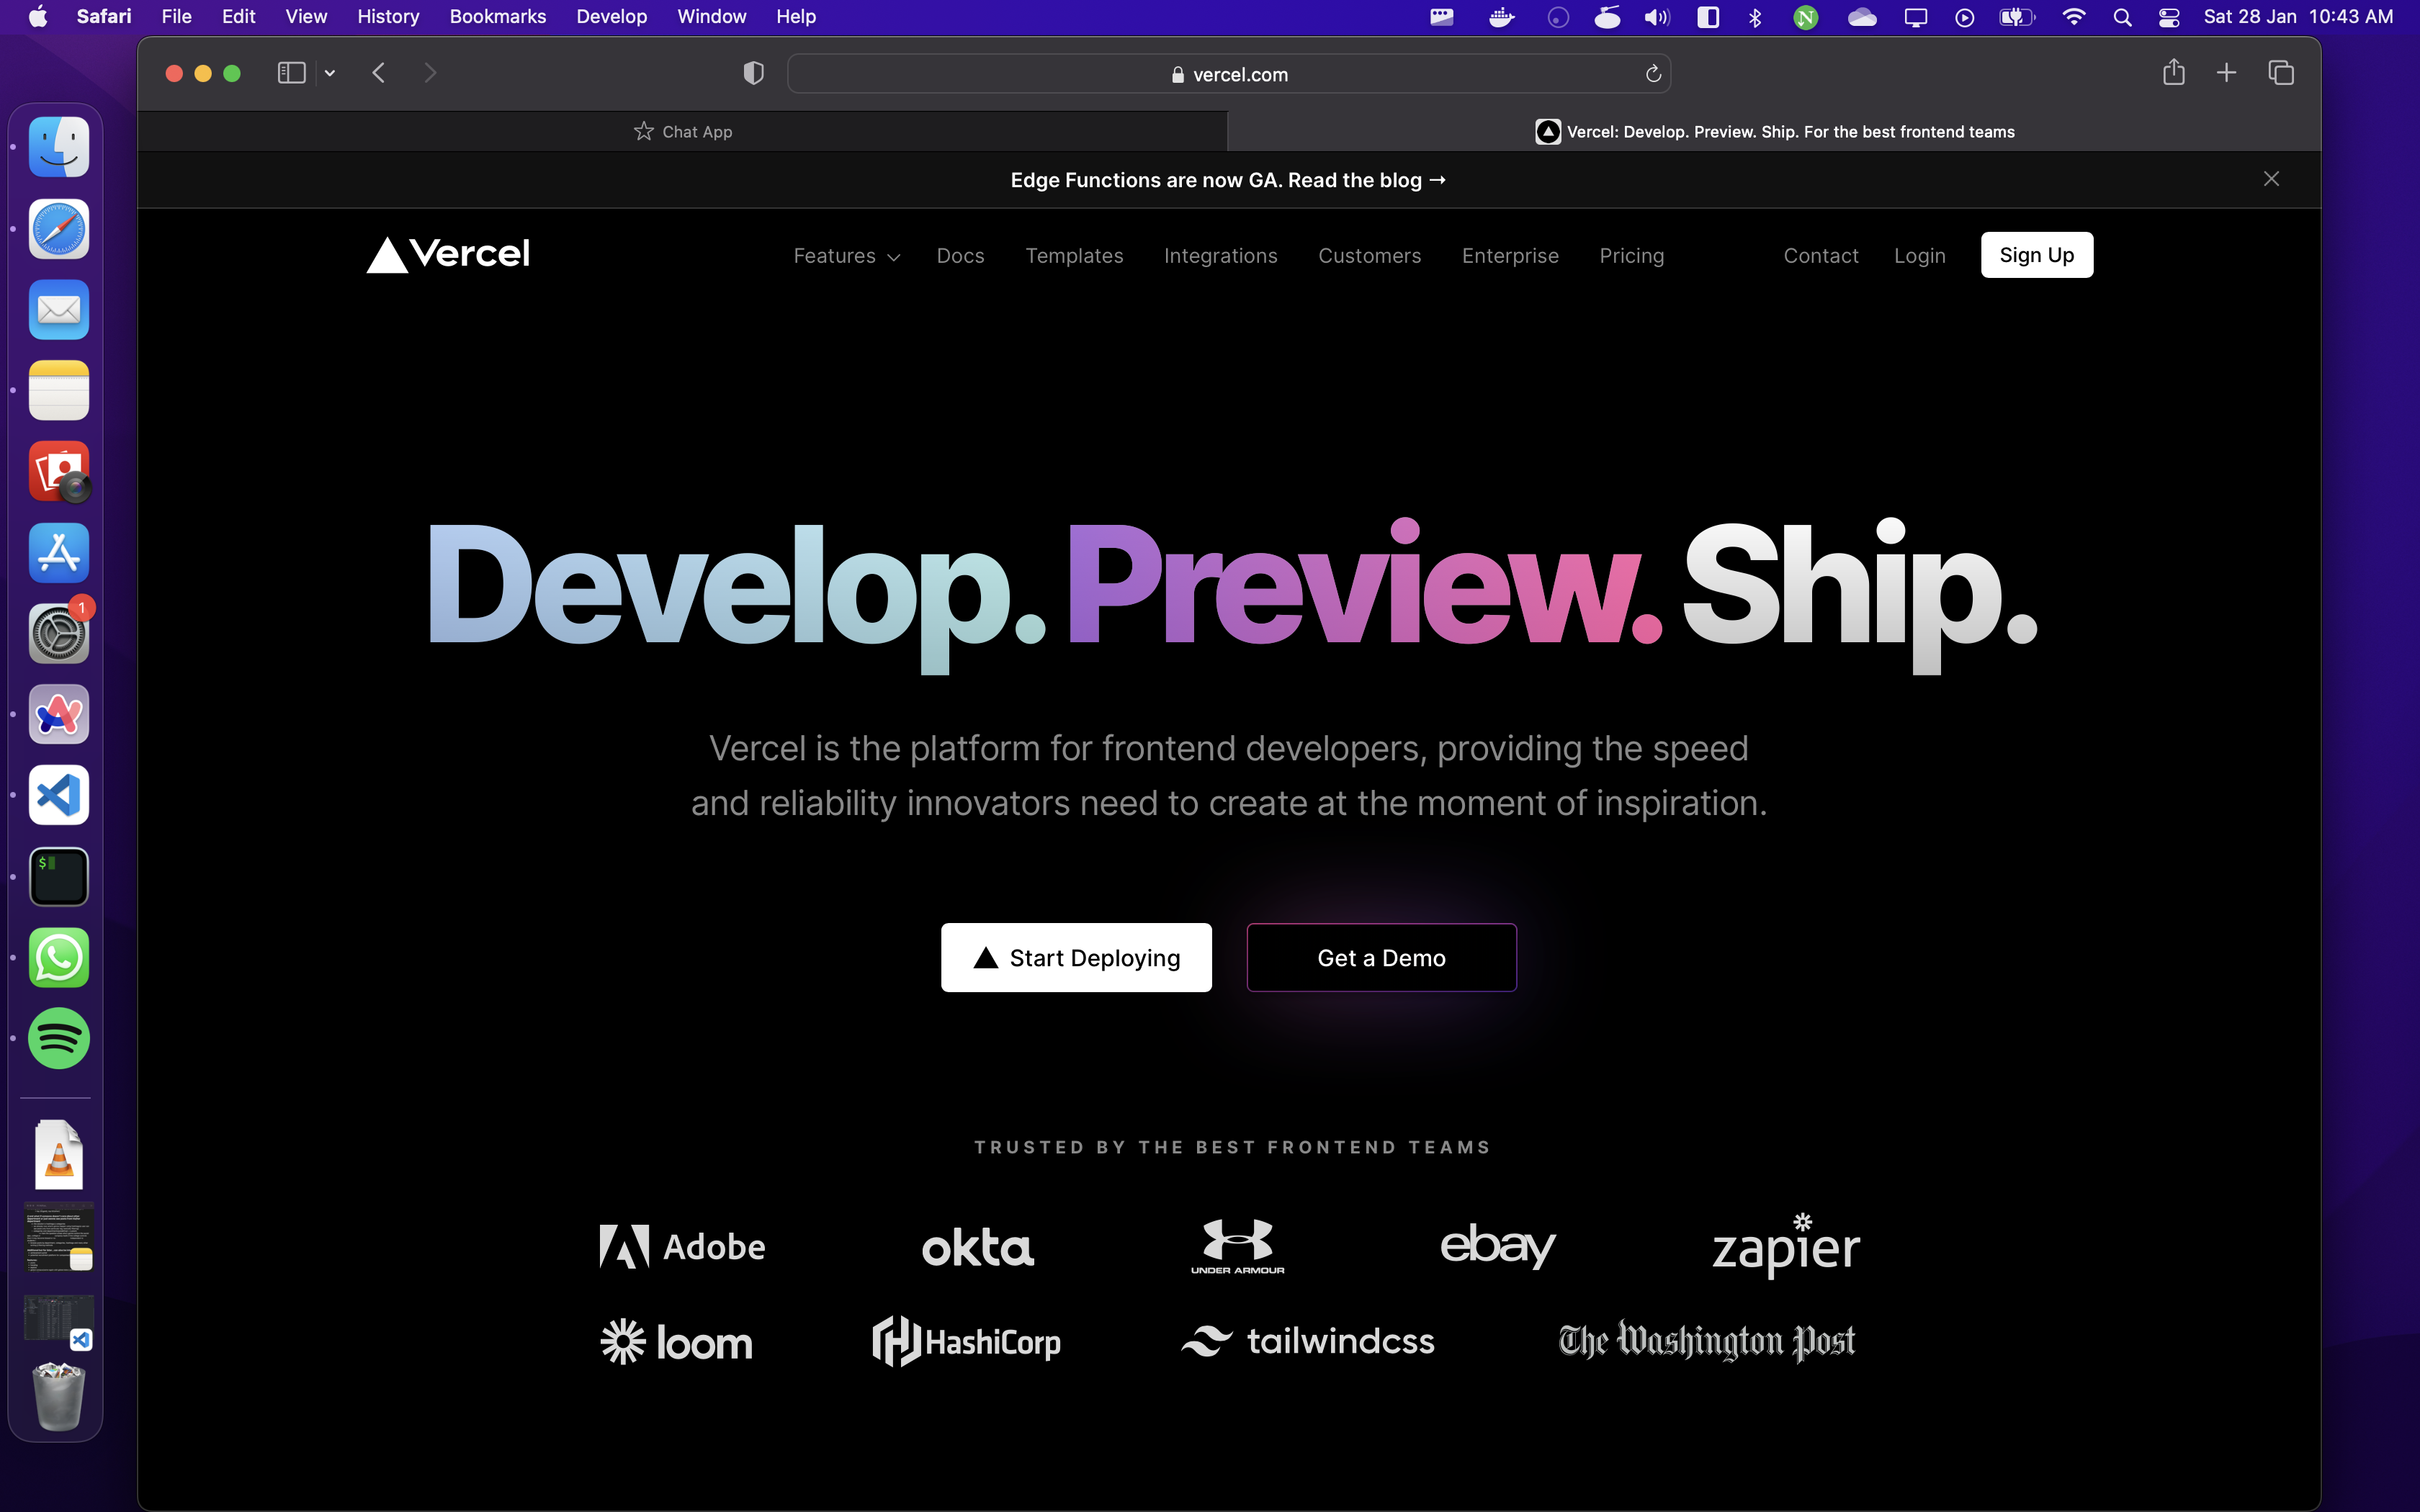 Safari File Edit View History Bookmarks Develop Window Help
Sat 28 Jan 10:43 AM
vercel.com
Chat App
Vercel: Develop. Preview. Ship. For the best frontend teams
Edge Functions are now GA. Read the blog →
Vercel
Features Docs Templates Integrations Customers Enterprise Pricing
Contact Login Sign Up
1
$
N
Develop. Preview. Ship.
Vercel is the platform for frontend developers, providing the speed
and reliability innovators need to create at the moment of inspiration.
Start Deploying
Get a Demo
TRUSTED BY THE BEST FRONTEND TEAMS
Adobe
okta
UNDER ARMOUR
ebay
zapier
loom
HashiCorp
tailwindcss
The Washington Post